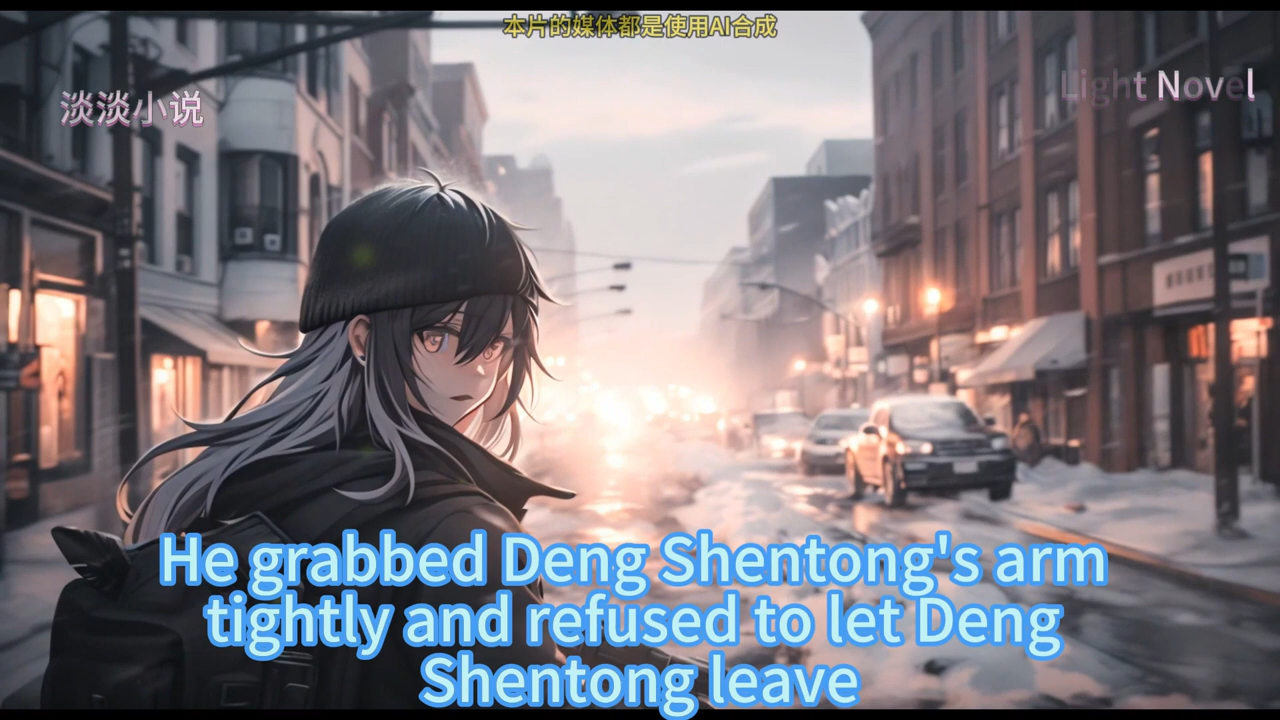 本片的媒体都是使用AI合成
淡淡小说
Light Novel
He grabbed Deng Shentong's arm
tightly and refused to let Deng
Shentong leave